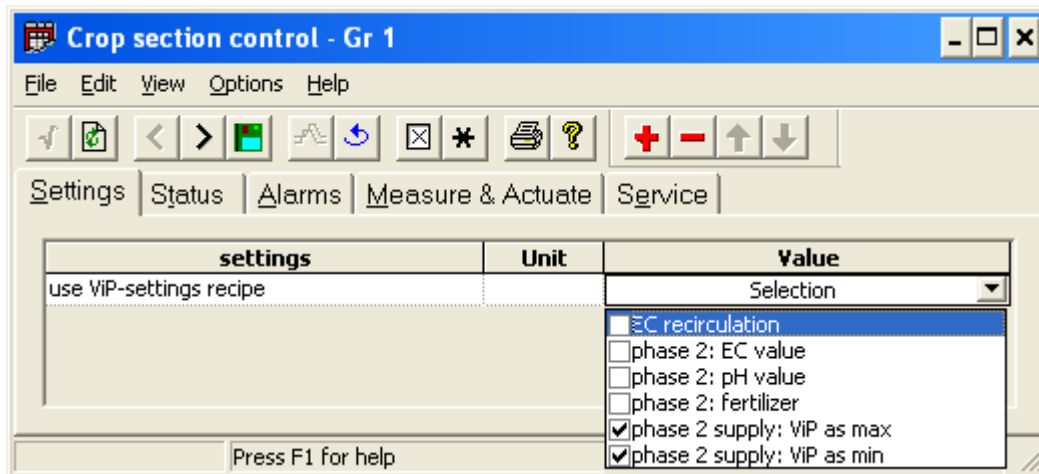 Crop section control - Gr 1
File Edit View Options Help
Settings Status Alarms Measure & Actuate Service
settings Unit Value
use ViP-settings recipe Selection
EC recirculation
phase 2: EC value
phase 2: pH value
phase 2: fertilizer
phase 2 supply: ViP as max
phase 2 supply: ViP as min
Press F1 for help